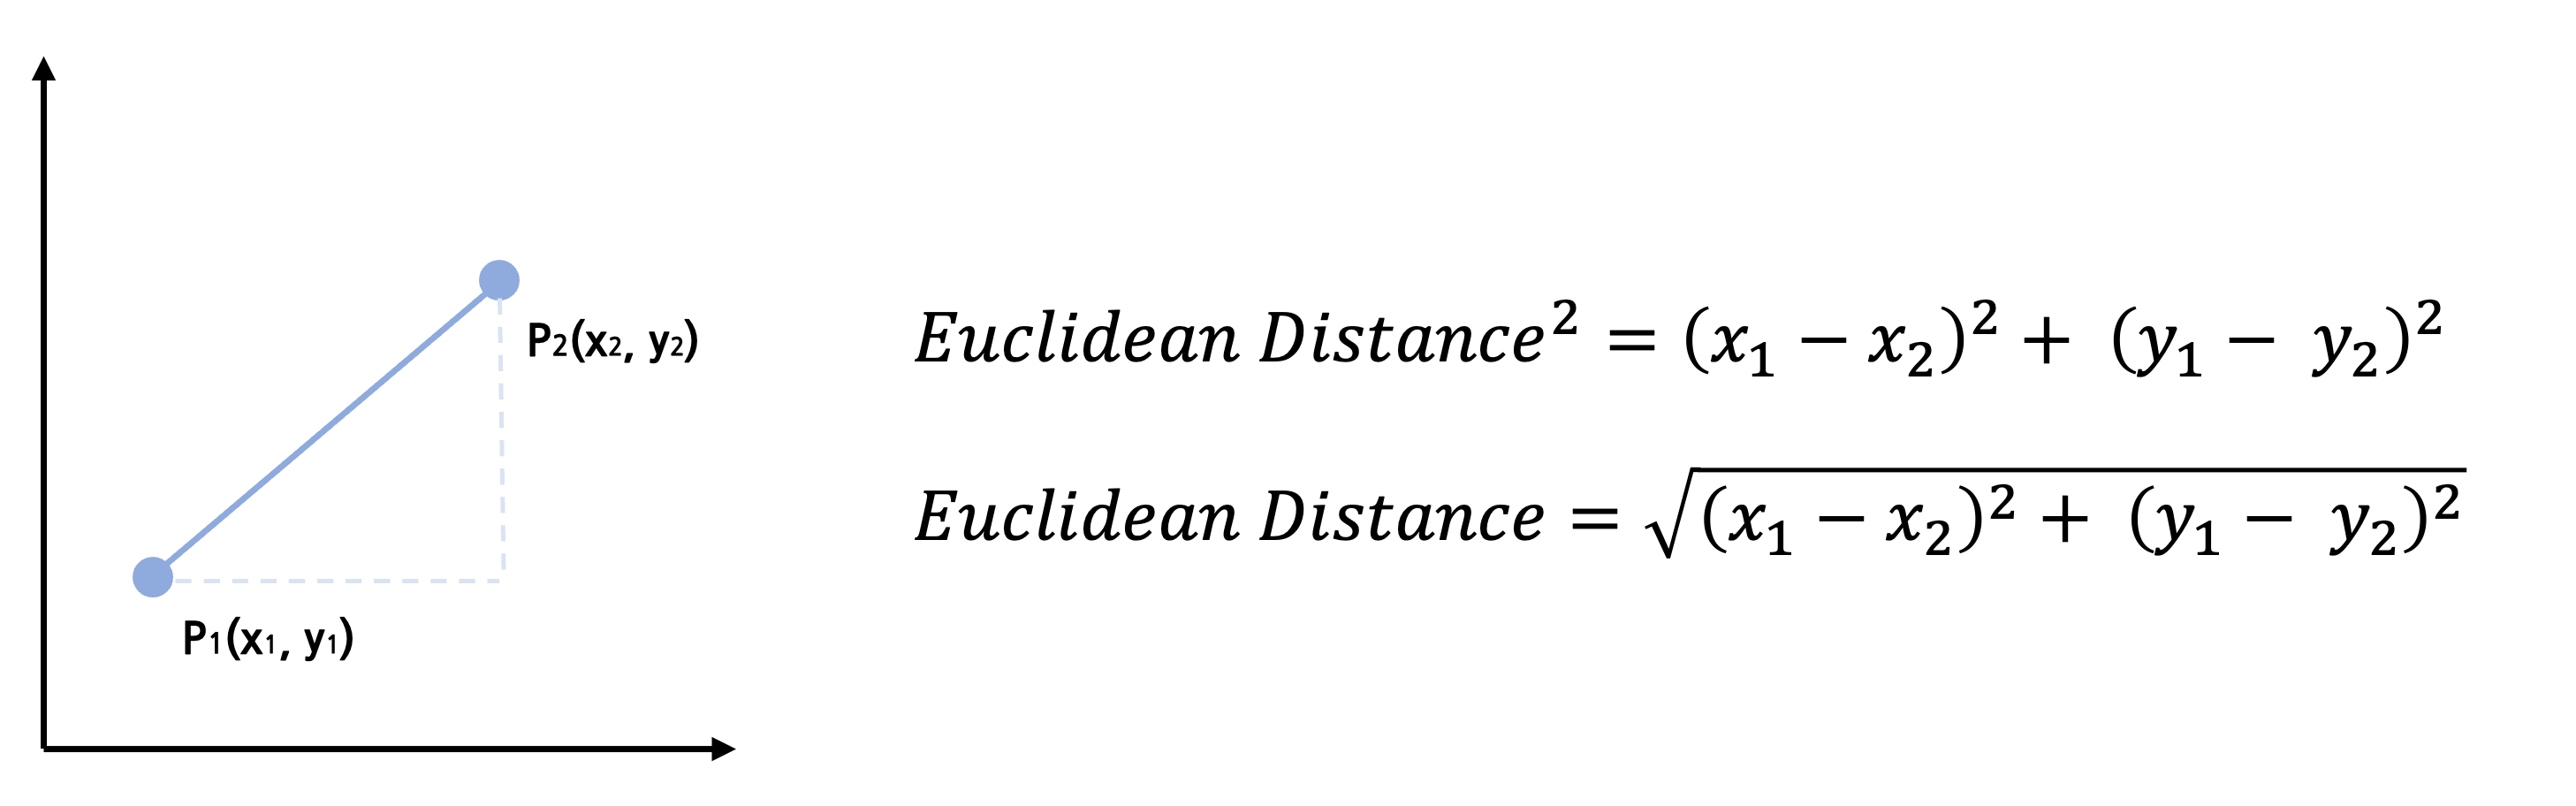 P₂(x₂, y₂)
P₁(x₁, y₁)
Euclidean Distance² = (x₁ − x₂)² + (y₁ − y₂)²
Euclidean Distance = √(x₁ − x₂)² + (y₁ − y₂)²